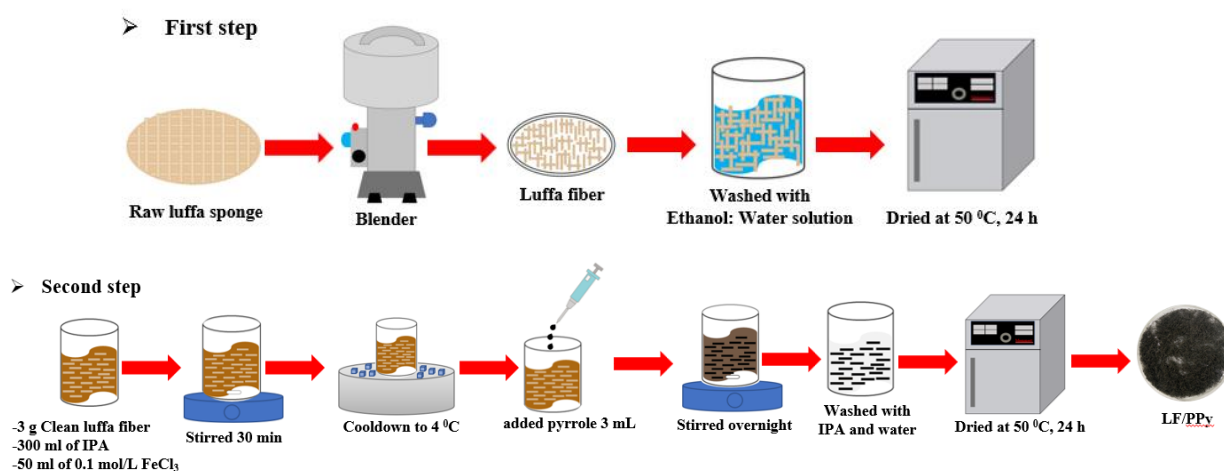 ➢ First step
Raw luffa sponge
Blender
Luffa fiber
Washed with
Ethanol: Water solution
Dried at 50 ⁰C, 24 h
➢ Second step
-3 g Clean luffa fiber
-300 ml of IPA
-50 ml of 0.1 mol/L FeCl₃
Stirred 30 min
Cooldown to 4 ⁰C
added pyrrole 3 mL
Stirred overnight
Washed with
IPA and water
Dried at 50 ⁰C, 24 h
LF/PPy